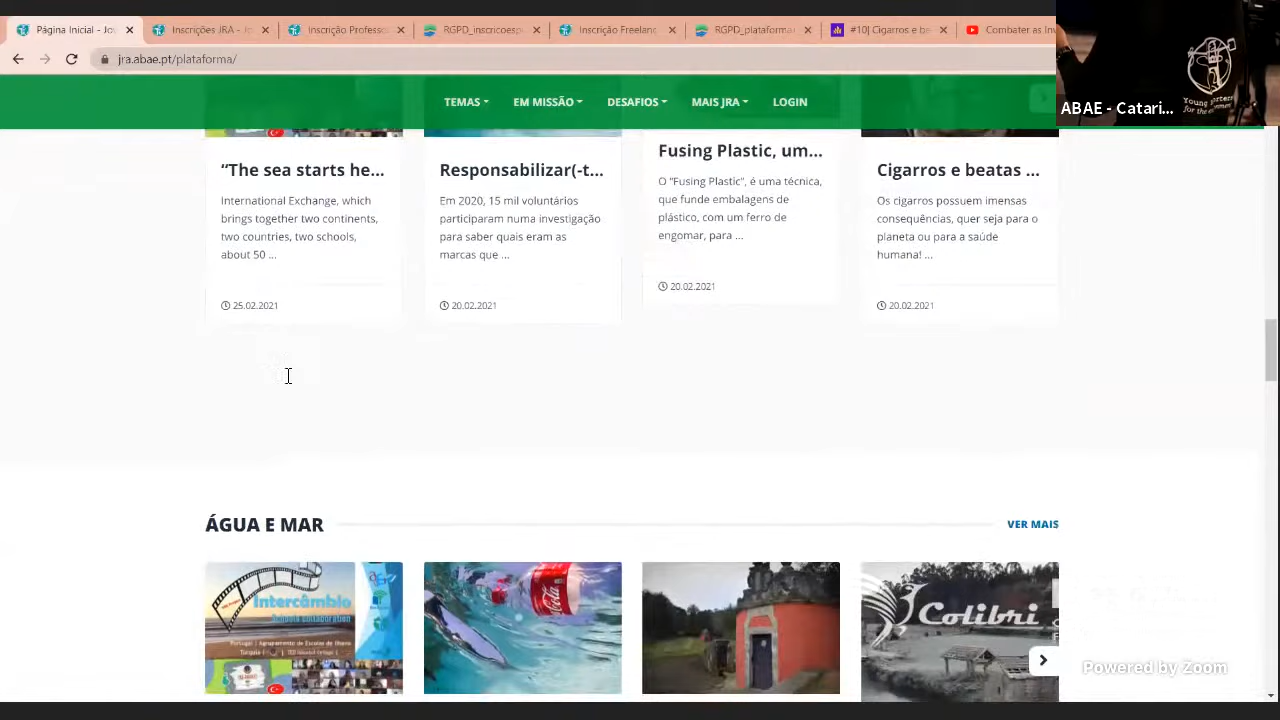 Página Inicial - Jo
Inscrições JRA - Jo
Inscrição Profess
RGPD_inscricoes
Inscrição Freelan
RGPD_plataforma
#10| Cigarros e be
Combater as In
jra.abae.pt/plataforma/
TEMAS
EM MISSÃO
DESAFIOS
MAIS JRA
LOGIN
ABAE - Catari...
Young
for the
“The sea starts he...
International Exchange, which
brings together two continents,
two countries, two schools,
about 50 ...
25.02.2021
Responsabilizar(-t...
Em 2020, 15 mil voluntários
participaram numa investigação
para saber quais eram as
marcas que ...
20.02.2021
Fusing Plastic, um...
O “Fusing Plastic”, é uma técnica,
que funde embalagens de
plástico, com um ferro de
engomar, para ...
20.02.2021
Cigarros e beatas ...
Os cigarros possuem imensas
consequências, quer seja para o
planeta ou para a saúde
humana! ...
20.02.2021
ÁGUA E MAR
VER MAIS
Intercâmbio
Colibri
Powered by Zoom